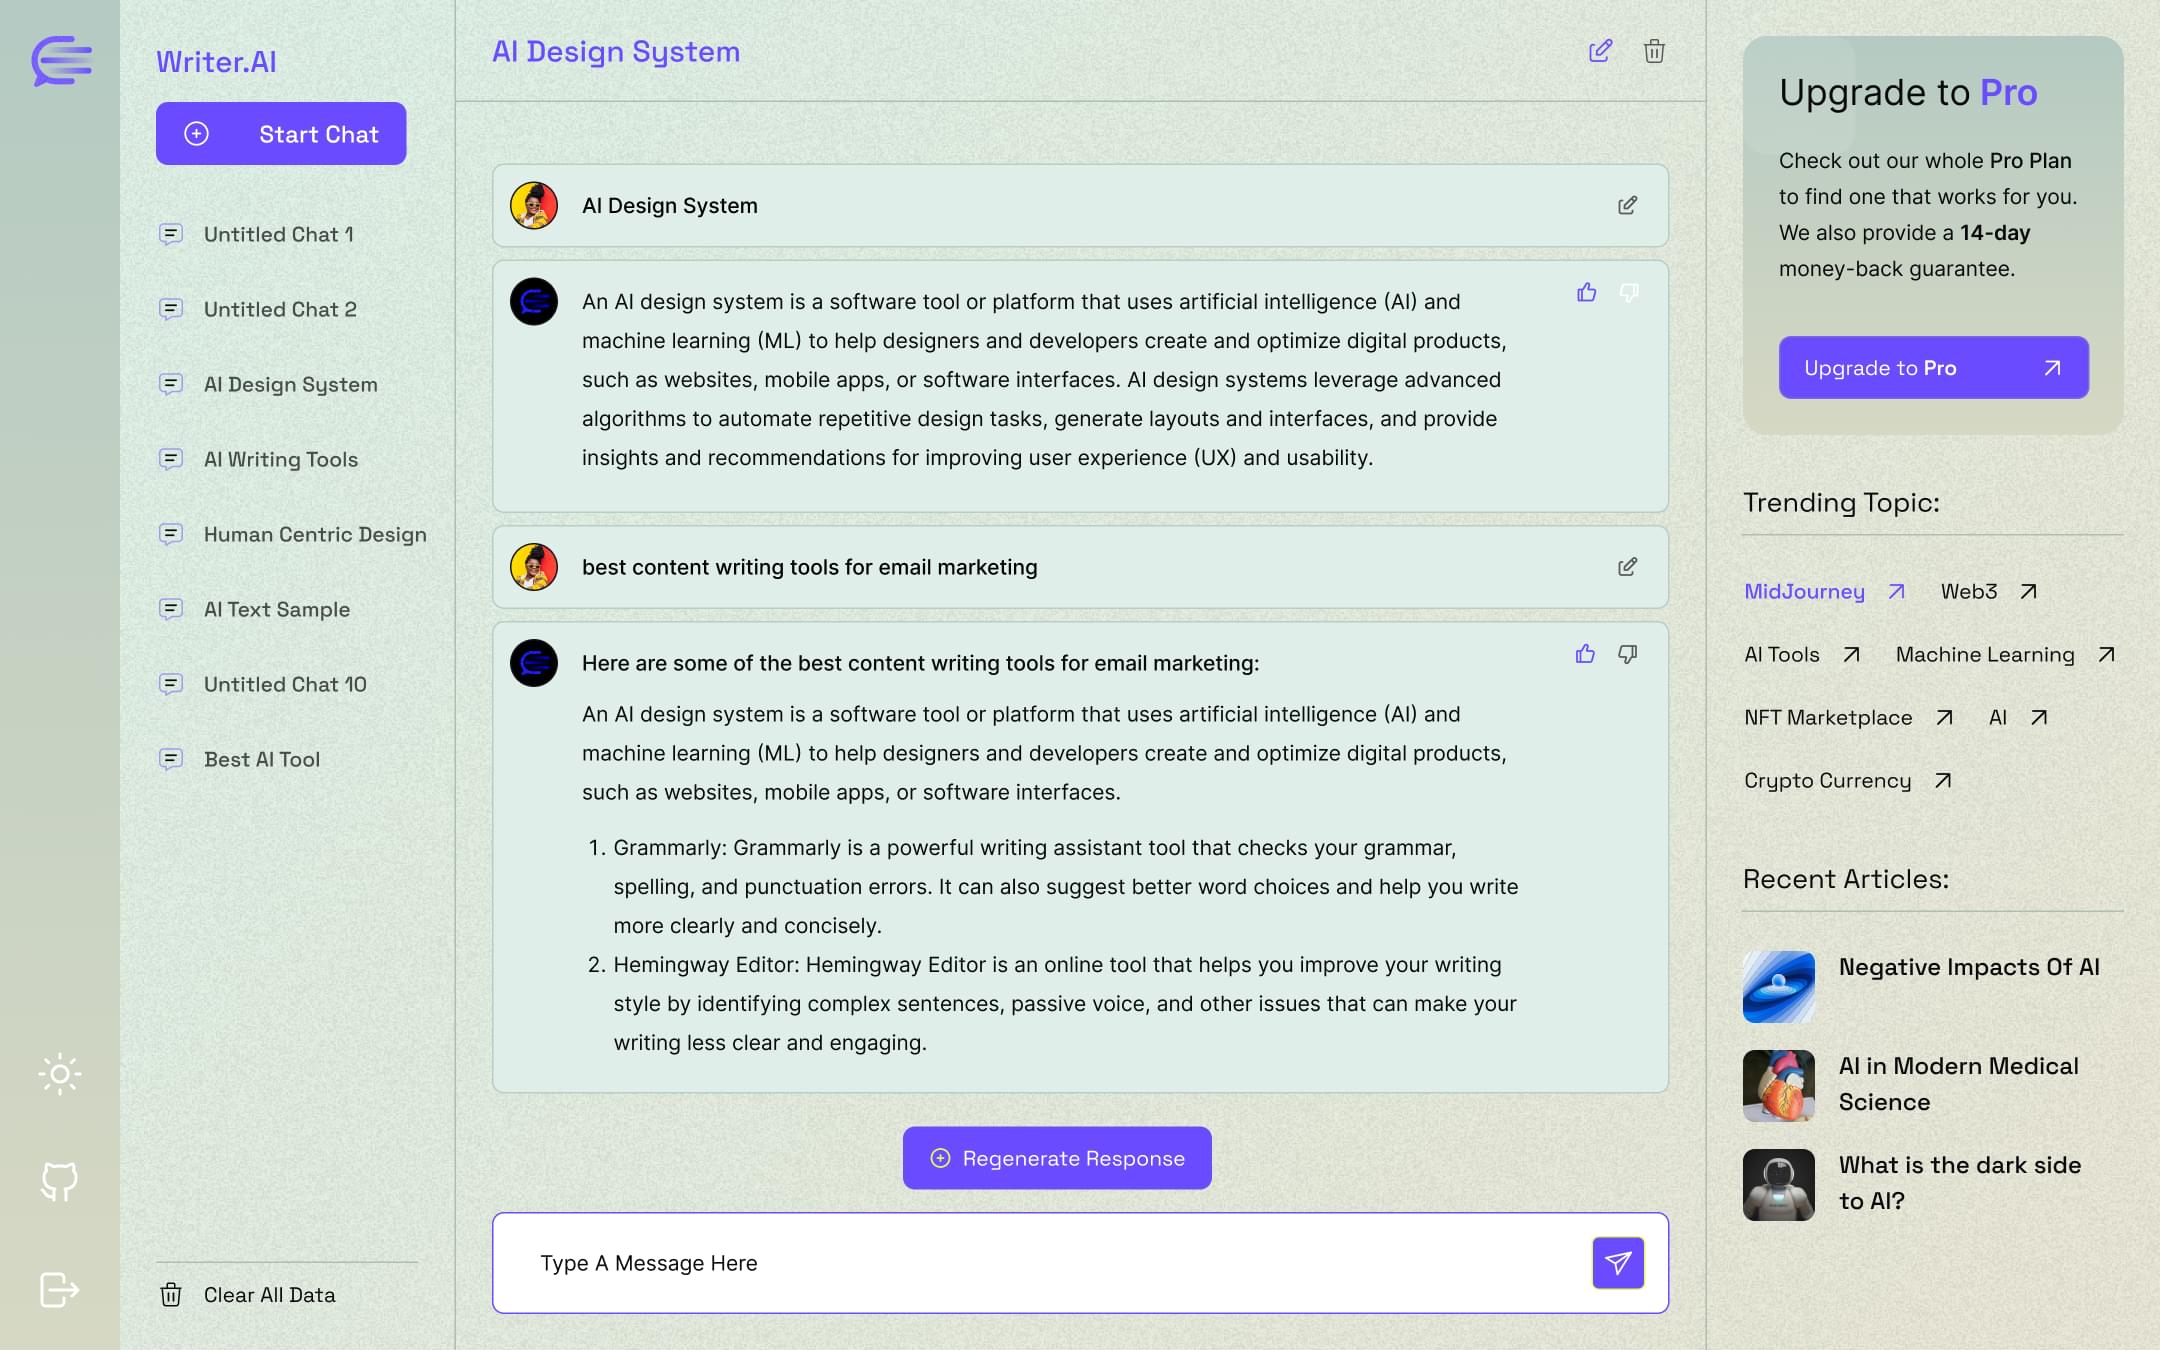 Writer.AI
Start Chat
Untitled Chat 1
Untitled Chat 2
AI Design System
AI Writing Tools
Human Centric Design
AI Text Sample
Untitled Chat 10
Best AI Tool
Clear All Data
AI Design System
AI Design System
An AI design system is a software tool or platform that uses artificial intelligence (AI) and
machine learning (ML) to help designers and developers create and optimize digital products,
such as websites, mobile apps, or software interfaces. AI design systems leverage advanced
algorithms to automate repetitive design tasks, generate layouts and interfaces, and provide
insights and recommendations for improving user experience (UX) and usability.
best content writing tools for email marketing
Here are some of the best content writing tools for email marketing:
An AI design system is a software tool or platform that uses artificial intelligence (AI) and
machine learning (ML) to help designers and developers create and optimize digital products,
such as websites, mobile apps, or software interfaces.
1. Grammarly: Grammarly is a powerful writing assistant tool that checks your grammar,
spelling, and punctuation errors. It can also suggest better word choices and help you write
more clearly and concisely.
2. Hemingway Editor: Hemingway Editor is an online tool that helps you improve your writing
style by identifying complex sentences, passive voice, and other issues that can make your
writing less clear and engaging.
Regenerate Response
Type A Message Here
Upgrade to Pro
Check out our whole Pro Plan
to find one that works for you.
We also provide a 14-day
money-back guarantee.
Upgrade to Pro
Trending Topic:
MidJourney Web3
AI Tools Machine Learning
NFT Marketplace AI
Crypto Currency
Recent Articles:
Negative Impacts Of AI
AI in Modern Medical
Science
What is the dark side
to AI?